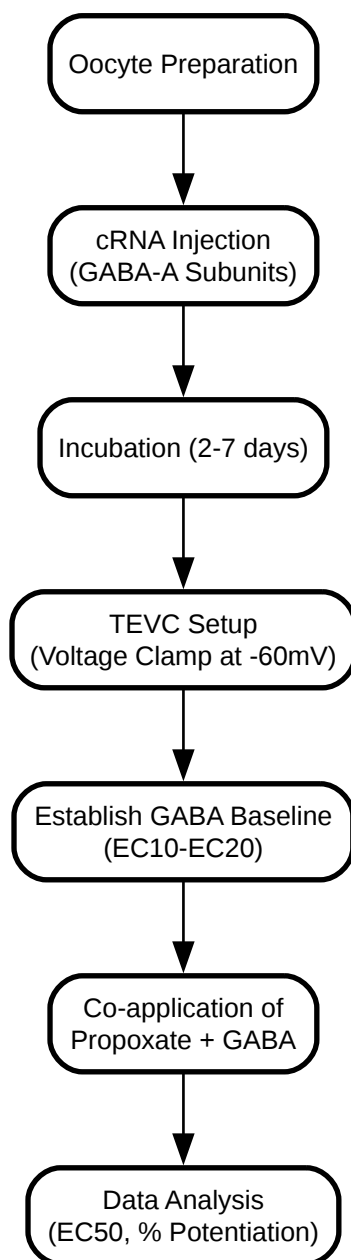 Oocyte Preparation
cRNA Injection
(GABA-A Subunits)
Incubation (2-7 days)
TEVC Setup
(Voltage Clamp at -60mV)
Establish GABA Baseline
(EC10-EC20)
Co-application of
Propoxate + GABA
Data Analysis
(EC50, % Potentiation)